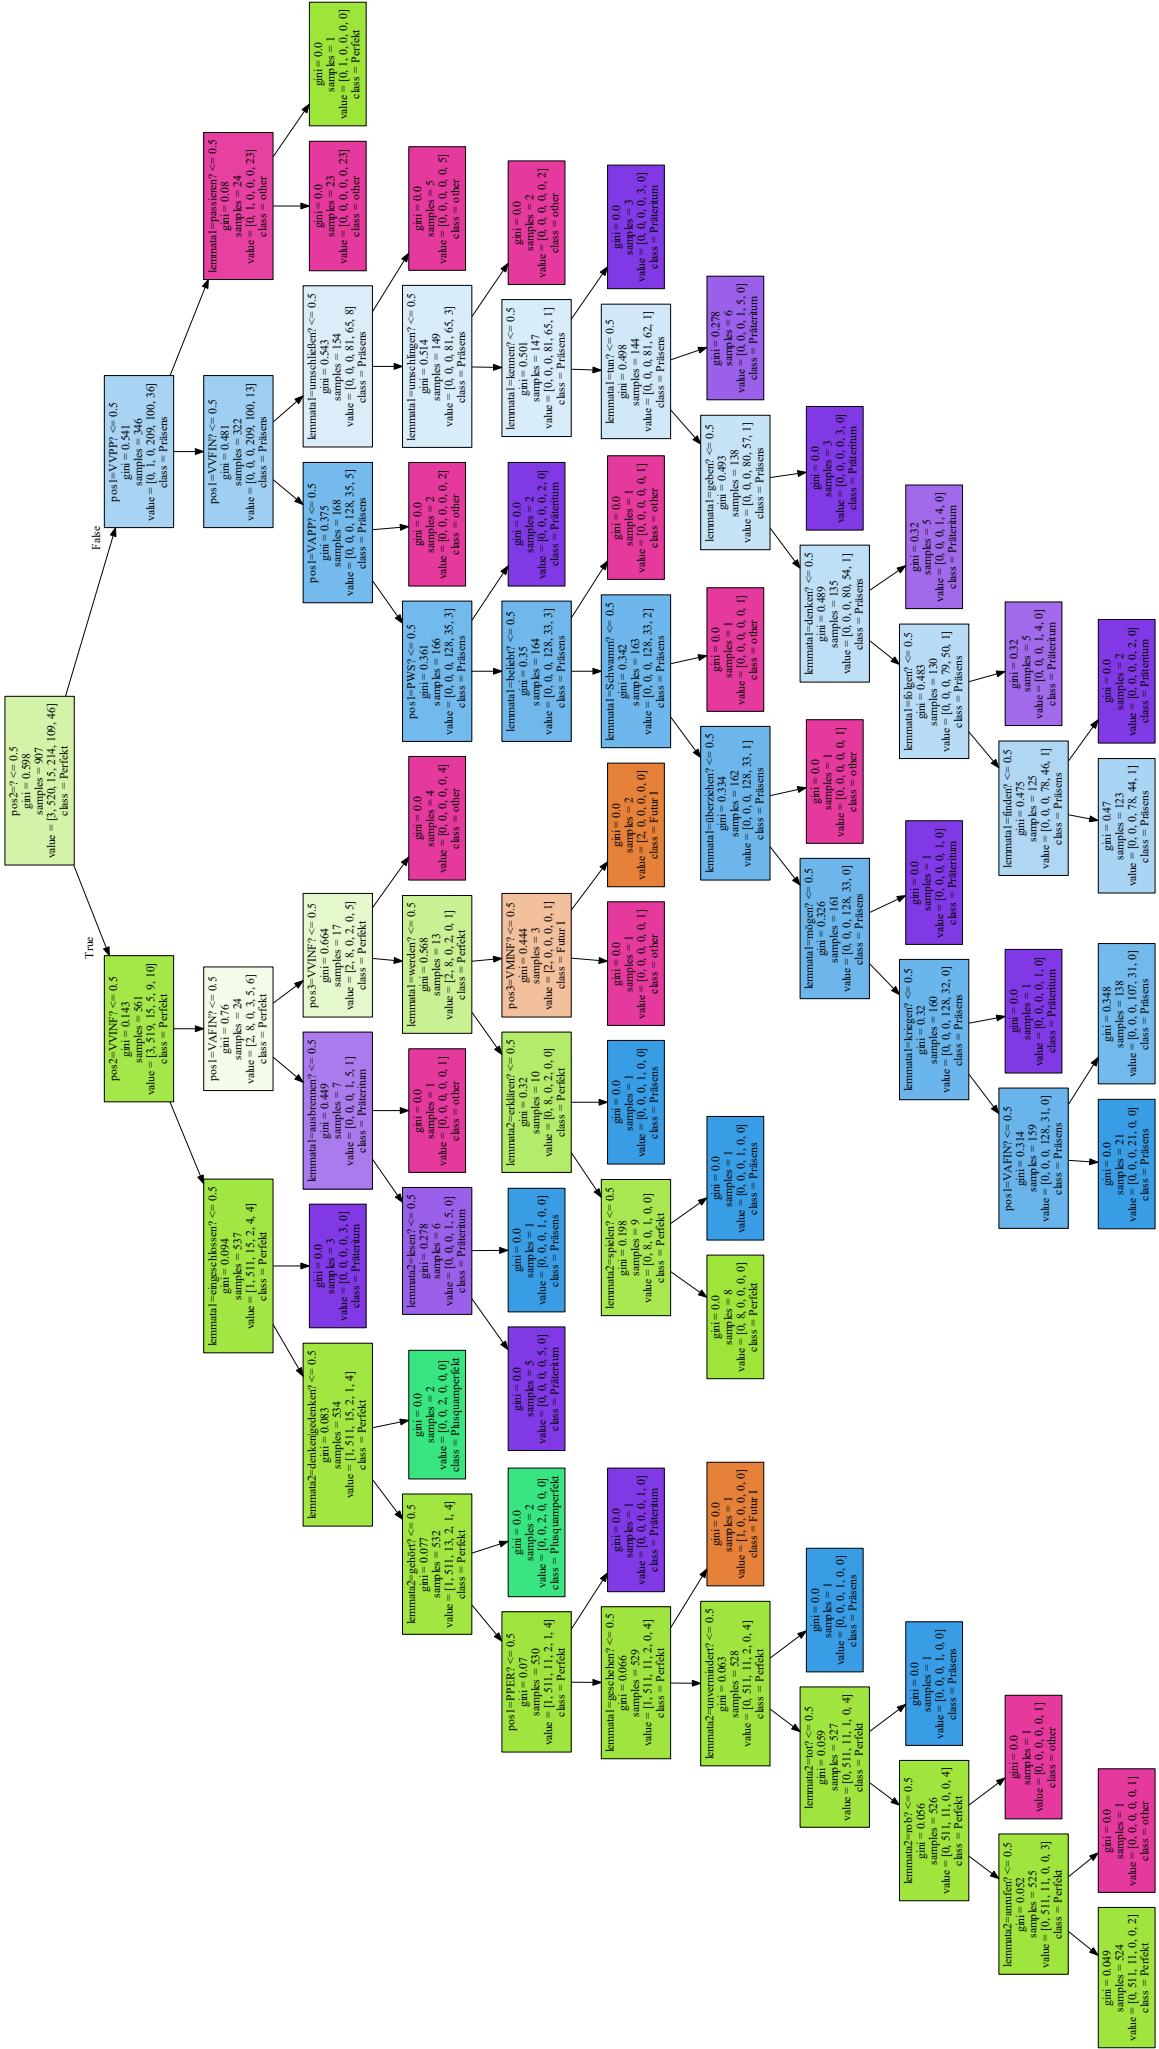 pos2=? <= 0.5
gini = 0.598
samples = 907
value = [3, 520, 15, 214, 109, 46]
class = Perfekt
True
False
pos2=VVINF? <= 0.5
gini = 0.143
samples = 561
value = [3, 519, 15, 5, 9, 10]
class = Perfekt
pos1=VVPP? <= 0.5
gini = 0.541
samples = 346
value = [0, 1, 0, 209, 100, 36]
class = Präsens
lemmata1=eingeschlossen? <= 0.5
gini = 0.094
samples = 537
value = [1, 511, 15, 2, 4, 4]
class = Perfekt
pos1=VAFIN? <= 0.5
gini = 0.76
samples = 24
value = [2, 8, 0, 3, 5, 6]
class = Perfekt
pos1=VVFIN? <= 0.5
gini = 0.481
samples = 322
value = [0, 0, 0, 209, 100, 13]
class = Präsens
lemmata1=passieren? <= 0.5
gini = 0.08
samples = 24
value = [0, 1, 0, 0, 0, 23]
class = other
lemmata2=denken|gedenken? <= 0.5
gini = 0.083
samples = 534
value = [1, 511, 15, 2, 1, 4]
class = Perfekt
gini = 0.0
samples = 3
value = [0, 0, 0, 0, 3, 0]
class = Präteritum
lemmata1=ausbrennen? <= 0.5
gini = 0.449
samples = 7
value = [0, 0, 0, 1, 5, 1]
class = Präteritum
pos3=VVINF? <= 0.5
gini = 0.664
samples = 17
value = [2, 8, 0, 2, 0, 5]
class = Perfekt
pos1=VAPP? <= 0.5
gini = 0.375
samples = 168
value = [0, 0, 0, 128, 35, 5]
class = Präsens
lemmata1=umschließen? <= 0.5
gini = 0.543
samples = 154
value = [0, 0, 0, 81, 65, 8]
class = Präsens
gini = 0.0
samples = 23
value = [0, 0, 0, 0, 0, 23]
class = other
gini = 0.0
samples = 1
value = [0, 1, 0, 0, 0, 0]
class = Perfekt
lemmata2=gehört? <= 0.5
gini = 0.077
samples = 532
value = [1, 511, 13, 2, 1, 4]
class = Perfekt
gini = 0.0
samples = 2
value = [0, 0, 2, 0, 0, 0]
class = Plusquamperfekt
lemmata2=lesen? <= 0.5
gini = 0.278
samples = 6
value = [0, 0, 0, 1, 5, 0]
class = Präteritum
gini = 0.0
samples = 1
value = [0, 0, 0, 0, 0, 1]
class = other
lemmata1=werden? <= 0.5
gini = 0.568
samples = 13
value = [2, 8, 0, 2, 0, 1]
class = Perfekt
gini = 0.0
samples = 4
value = [0, 0, 0, 0, 0, 4]
class = other
pos1=PWS? <= 0.5
gini = 0.361
samples = 166
value = [0, 0, 0, 128, 35, 3]
class = Präsens
gini = 0.0
samples = 2
value = [0, 0, 0, 0, 0, 2]
class = other
lemmata1=umschlingen? <= 0.5
gini = 0.514
samples = 149
value = [0, 0, 0, 81, 65, 3]
class = Präsens
gini = 0.0
samples = 5
value = [0, 0, 0, 0, 0, 5]
class = other
pos1=PPER? <= 0.5
gini = 0.07
samples = 530
value = [1, 511, 11, 2, 1, 4]
class = Perfekt
gini = 0.0
samples = 2
value = [0, 0, 2, 0, 0, 0]
class = Plusquamperfekt
gini = 0.0
samples = 5
value = [0, 0, 0, 0, 5, 0]
class = Präteritum
gini = 0.0
samples = 1
value = [0, 0, 0, 1, 0, 0]
class = Präsens
lemmata2=erklären? <= 0.5
gini = 0.32
samples = 10
value = [0, 8, 0, 2, 0, 0]
class = Perfekt
pos3=VMINF? <= 0.5
gini = 0.444
samples = 3
value = [2, 0, 0, 0, 0, 1]
class = Futur I
lemmata1=beliebt? <= 0.5
gini = 0.35
samples = 164
value = [0, 0, 0, 128, 33, 3]
class = Präsens
gini = 0.0
samples = 2
value = [0, 0, 0, 0, 2, 0]
class = Präteritum
lemmata1=kennen? <= 0.5
gini = 0.501
samples = 147
value = [0, 0, 0, 81, 65, 1]
class = Präsens
gini = 0.0
samples = 2
value = [0, 0, 0, 0, 0, 2]
class = other
lemmata1=geschehen? <= 0.5
gini = 0.066
samples = 529
value = [1, 511, 11, 2, 0, 4]
class = Perfekt
gini = 0.0
samples = 1
value = [0, 0, 0, 0, 1, 0]
class = Präteritum
lemmata2=spielen? <= 0.5
gini = 0.198
samples = 9
value = [0, 8, 0, 1, 0, 0]
class = Perfekt
gini = 0.0
samples = 1
value = [0, 0, 0, 1, 0, 0]
class = Präsens
gini = 0.0
samples = 1
value = [0, 0, 0, 0, 0, 1]
class = other
gini = 0.0
samples = 2
value = [2, 0, 0, 0, 0, 0]
class = Futur I
lemmata1=Schwamm? <= 0.5
gini = 0.342
samples = 163
value = [0, 0, 0, 128, 33, 2]
class = Präsens
gini = 0.0
samples = 1
value = [0, 0, 0, 0, 0, 1]
class = other
lemmata1=tun? <= 0.5
gini = 0.498
samples = 144
value = [0, 0, 0, 81, 62, 1]
class = Präsens
gini = 0.0
samples = 3
value = [0, 0, 0, 0, 3, 0]
class = Präteritum
lemmata2=unvermindert? <= 0.5
gini = 0.063
samples = 528
value = [0, 511, 11, 2, 0, 4]
class = Perfekt
gini = 0.0
samples = 1
value = [1, 0, 0, 0, 0, 0]
class = Futur I
gini = 0.0
samples = 8
value = [0, 8, 0, 0, 0, 0]
class = Perfekt
gini = 0.0
samples = 1
value = [0, 0, 0, 1, 0, 0]
class = Präsens
lemmata1=überziehen? <= 0.5
gini = 0.334
samples = 162
value = [0, 0, 0, 128, 33, 1]
class = Präsens
gini = 0.0
samples = 1
value = [0, 0, 0, 0, 0, 1]
class = other
lemmata1=geben? <= 0.5
gini = 0.493
samples = 138
value = [0, 0, 0, 80, 57, 1]
class = Präsens
gini = 0.278
samples = 6
value = [0, 0, 0, 1, 5, 0]
class = Präteritum
lemmata2=tot? <= 0.5
gini = 0.059
samples = 527
value = [0, 511, 11, 1, 0, 4]
class = Perfekt
gini = 0.0
samples = 1
value = [0, 0, 0, 1, 0, 0]
class = Präsens
lemmata1=mögen? <= 0.5
gini = 0.326
samples = 161
value = [0, 0, 0, 128, 33, 0]
class = Präsens
gini = 0.0
samples = 1
value = [0, 0, 0, 0, 0, 1]
class = other
lemmata1=denken? <= 0.5
gini = 0.489
samples = 135
value = [0, 0, 0, 80, 54, 1]
class = Präsens
gini = 0.0
samples = 3
value = [0, 0, 0, 0, 3, 0]
class = Präteritum
lemmata2=rob? <= 0.5
gini = 0.056
samples = 526
value = [0, 511, 11, 0, 0, 4]
class = Perfekt
gini = 0.0
samples = 1
value = [0, 0, 0, 1, 0, 0]
class = Präsens
lemmata1=kriegen? <= 0.5
gini = 0.32
samples = 160
value = [0, 0, 0, 128, 32, 0]
class = Präsens
gini = 0.0
samples = 1
value = [0, 0, 0, 0, 1, 0]
class = Präteritum
lemmata1=folgen? <= 0.5
gini = 0.483
samples = 130
value = [0, 0, 0, 79, 50, 1]
class = Präsens
gini = 0.32
samples = 5
value = [0, 0, 0, 1, 4, 0]
class = Präteritum
lemmata2=anrufen? <= 0.5
gini = 0.052
samples = 525
value = [0, 511, 11, 0, 0, 3]
class = Perfekt
gini = 0.0
samples = 1
value = [0, 0, 0, 0, 0, 1]
class = other
pos1=VAFIN? <= 0.5
gini = 0.314
samples = 159
value = [0, 0, 0, 128, 31, 0]
class = Präsens
gini = 0.0
samples = 1
value = [0, 0, 0, 0, 1, 0]
class = Präteritum
lemmata1=finden? <= 0.5
gini = 0.475
samples = 125
value = [0, 0, 0, 78, 46, 1]
class = Präsens
gini = 0.32
samples = 5
value = [0, 0, 0, 1, 4, 0]
class = Präteritum
gini = 0.049
samples = 524
value = [0, 511, 11, 0, 0, 2]
class = Perfekt
gini = 0.0
samples = 1
value = [0, 0, 0, 0, 0, 1]
class = other
gini = 0.0
samples = 21
value = [0, 0, 0, 21, 0, 0]
class = Präsens
gini = 0.348
samples = 138
value = [0, 0, 0, 107, 31, 0]
class = Präsens
gini = 0.47
samples = 123
value = [0, 0, 0, 78, 44, 1]
class = Präsens
gini = 0.0
samples = 2
value = [0, 0, 0, 0, 2, 0]
class = Präteritum